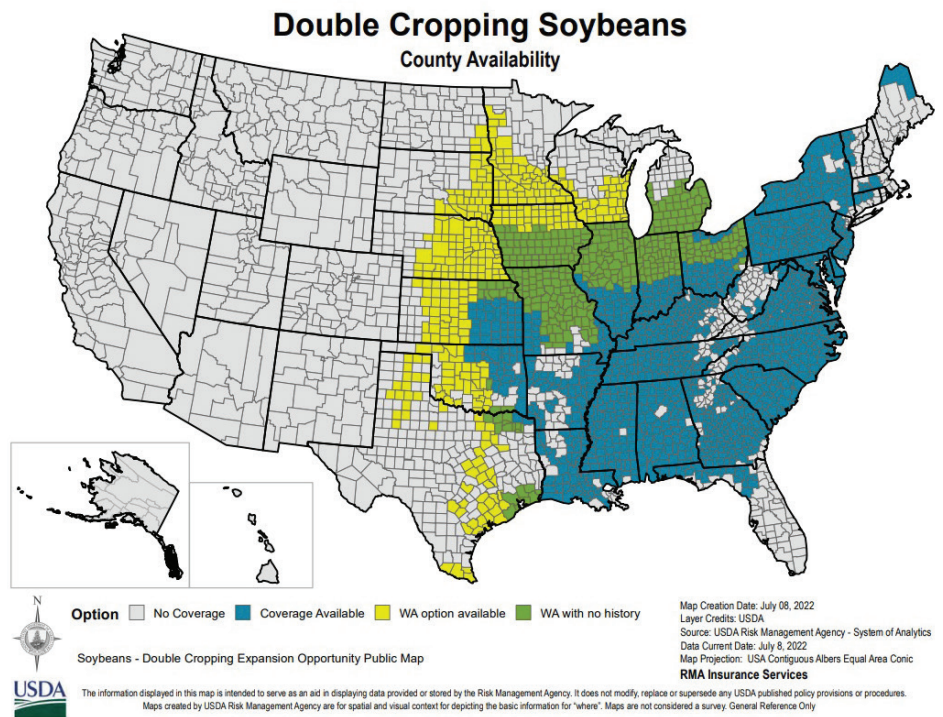 Double Cropping Soybeans
County Availability
N
Option No Coverage Coverage Available WA option available WA with no history
Soybeans - Double Cropping Expansion Opportunity Public Map
Map Creation Date: July 08, 2022
Layer Credits: USDA
Source: USDA Risk Management Agency - System of Analytics
Data Current Date: July 8, 2022
Map Projection: USA Contiguous Albers Equal Area Conic
RMA Insurance Services
USDA
The information displayed in this map is intended to serve as an aid in displaying data provided or stored by the Risk Management Agency. It does not modify, replace or supersede any USDA published policy provisions or procedures.
Maps created by USDA Risk Management Agency are for spatial and visual context for depicting the basic information for "where". Maps are not considered a survey. General Reference Only